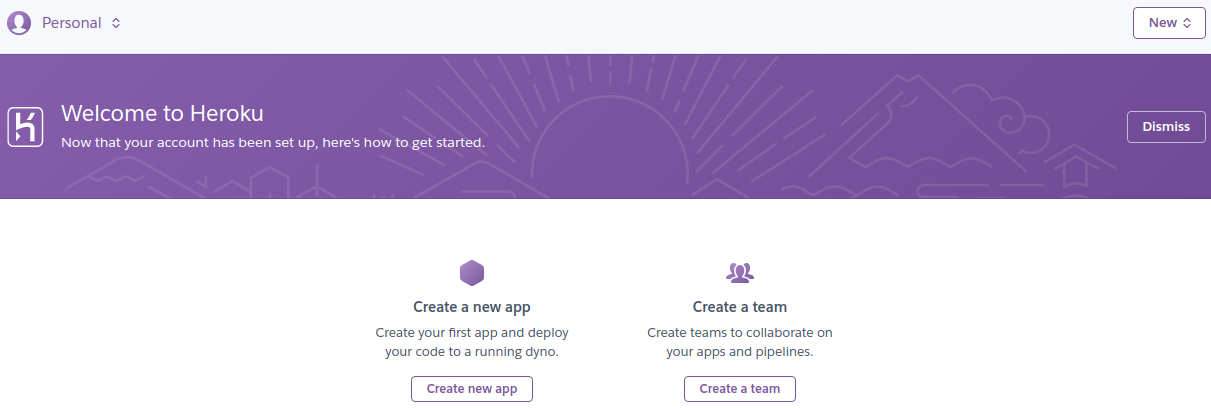 Personal
New
Welcome to Heroku
Now that your account has been set up, here's how to get started.
Dismiss
Create a new app
Create your first app and deploy
your code to a running dyno.
Create new app
Create a team
Create teams to collaborate on
your apps and pipelines.
Create a team